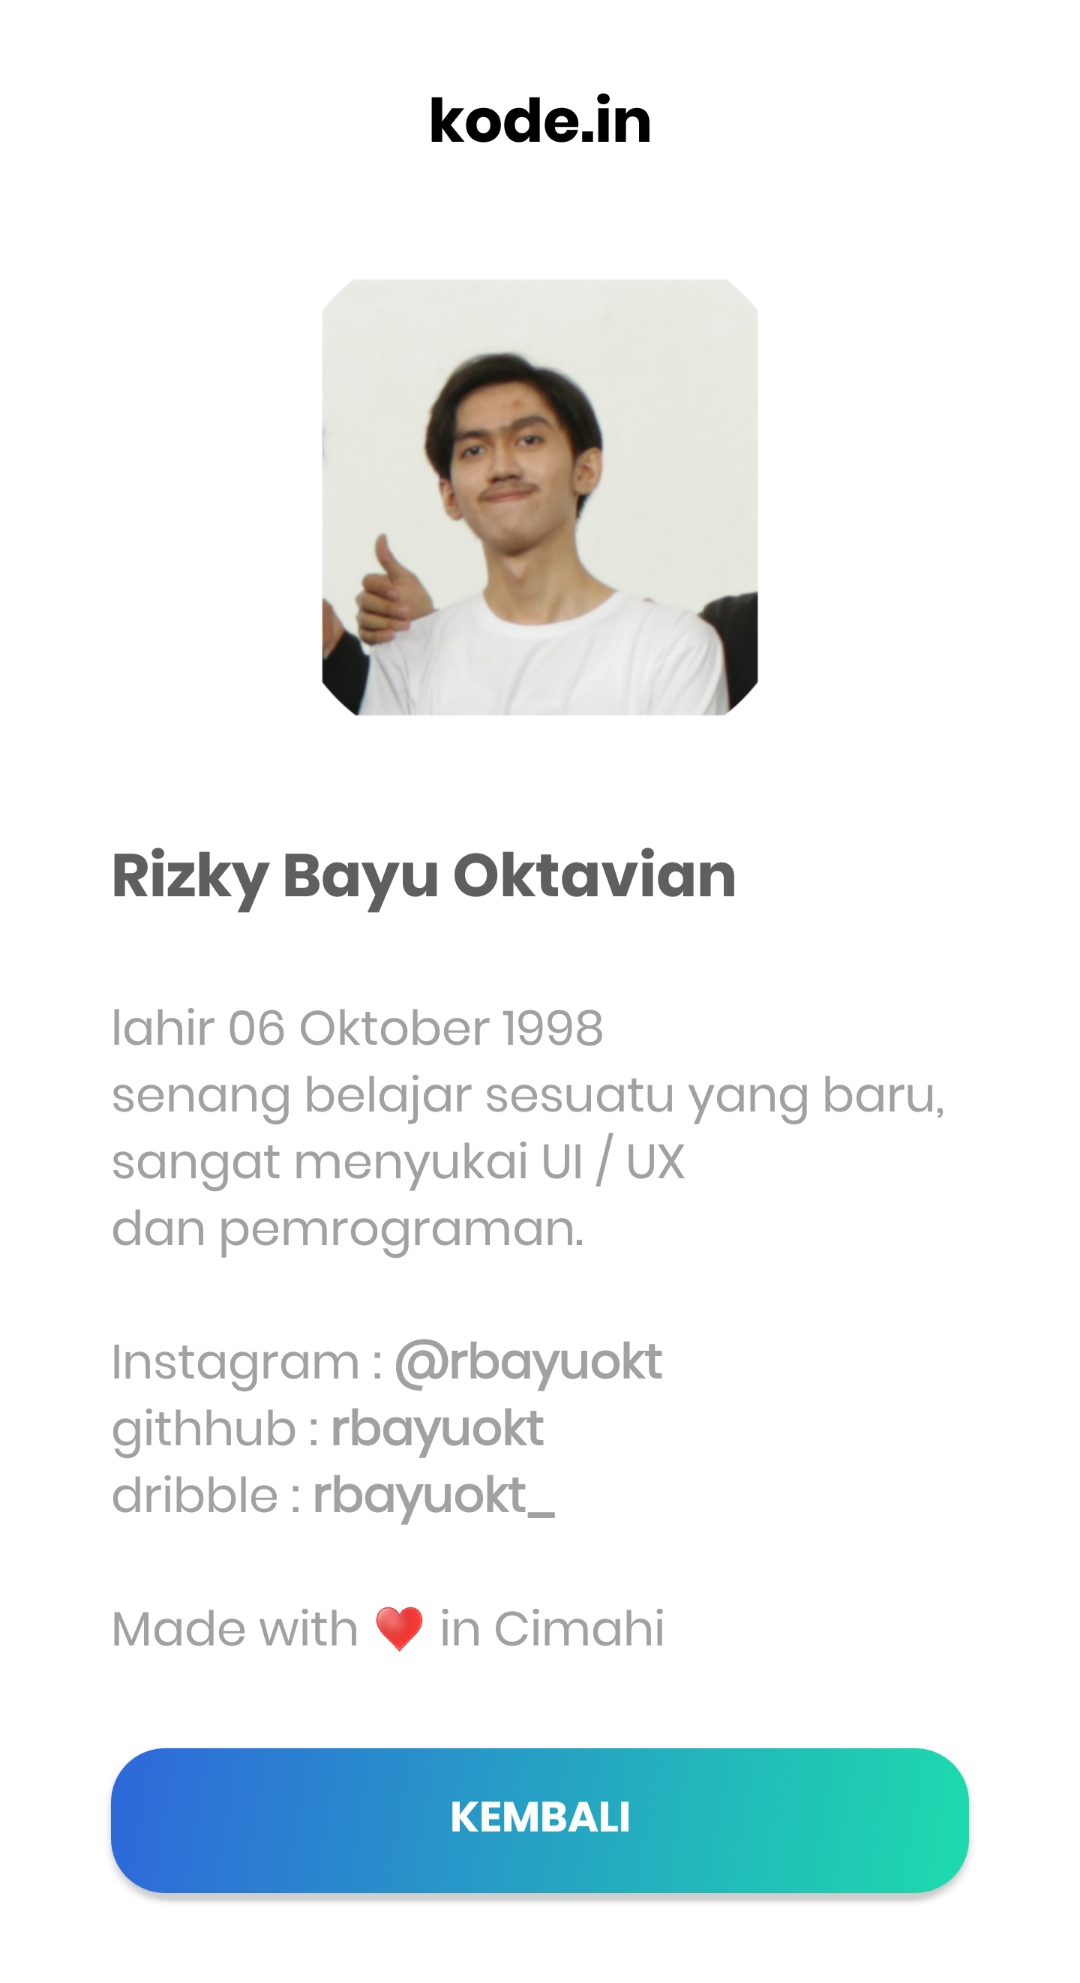 kode.in
Rizky Bayu Oktavian
lahir 06 Oktober 1998
senang belajar sesuatu yang baru,
sangat menyukai UI / UX
dan pemrograman.
Instagram : @rbayuokt
githhub : rbayuokt
dribble : rbayuokt_
Made with ❤️ in Cimahi
KEMBALI